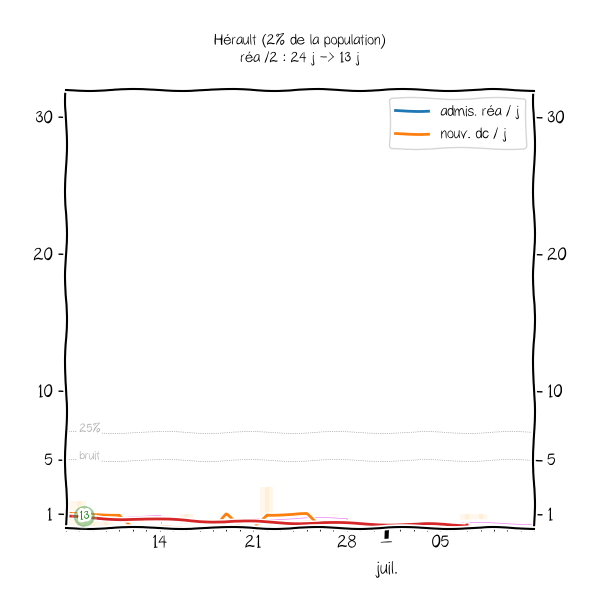 Hérault (2% de la population)
réa /2 : 24 j -> 13 j
admis. réa / j
nouv. dc / j
30 30
20 20
10 10
25%
5 5
bruit
1 1
13
14 21 28 1 05
juil.